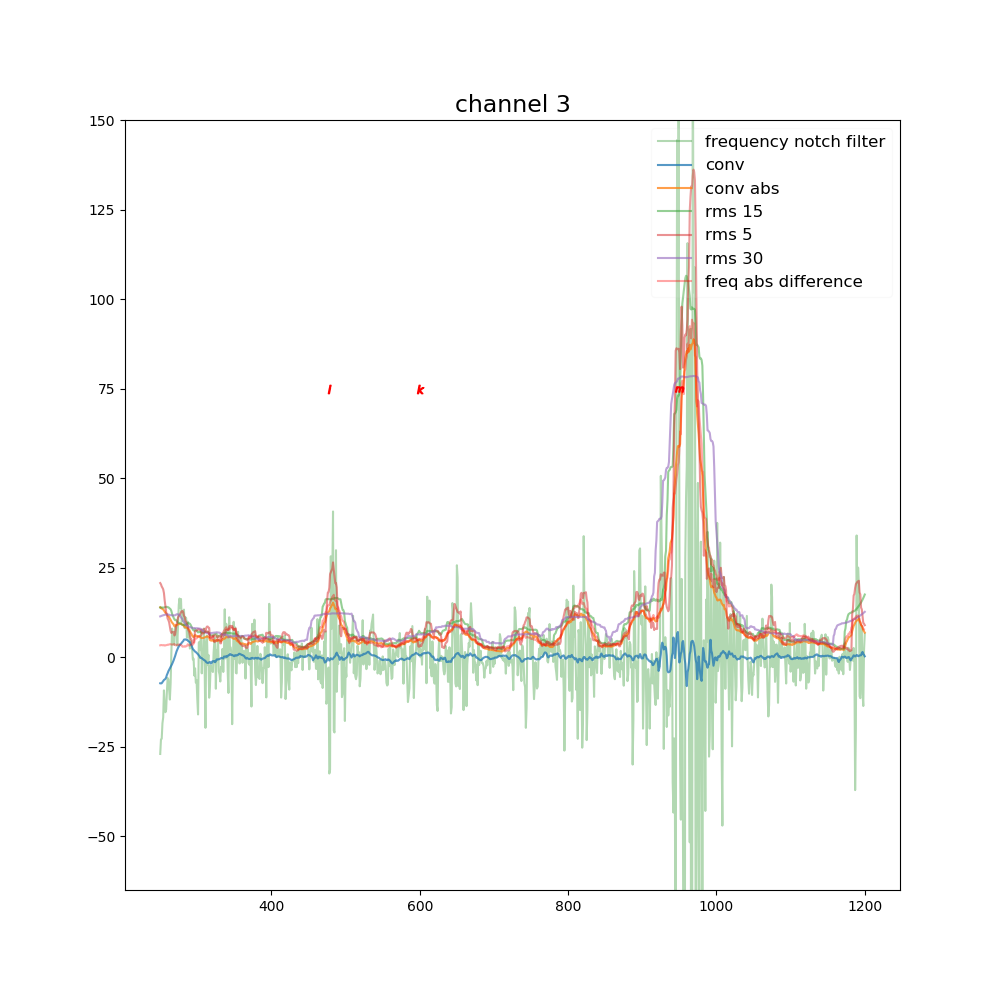 channel 3
150
125
100
75
50
25
0
−25
−50
frequency notch filter
conv
conv abs
rms 15
rms 5
rms 30
freq abs difference
l
k
m
400 600 800 1000 1200